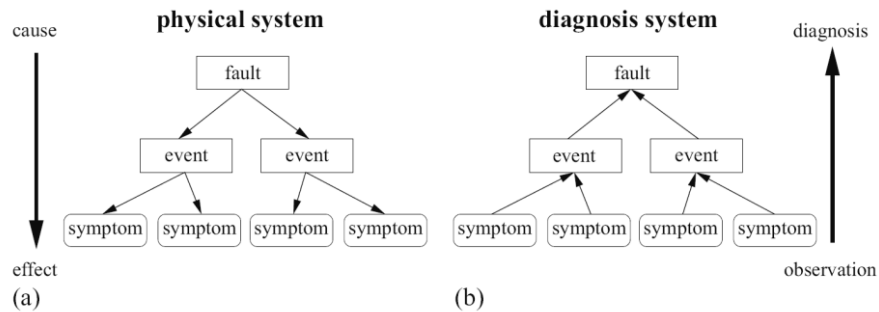 physical system
cause
fault
event event
symptom symptom symptom symptom
effect
(a)
diagnosis system
diagnosis
fault
event event
symptom symptom symptom symptom
observation
(b)